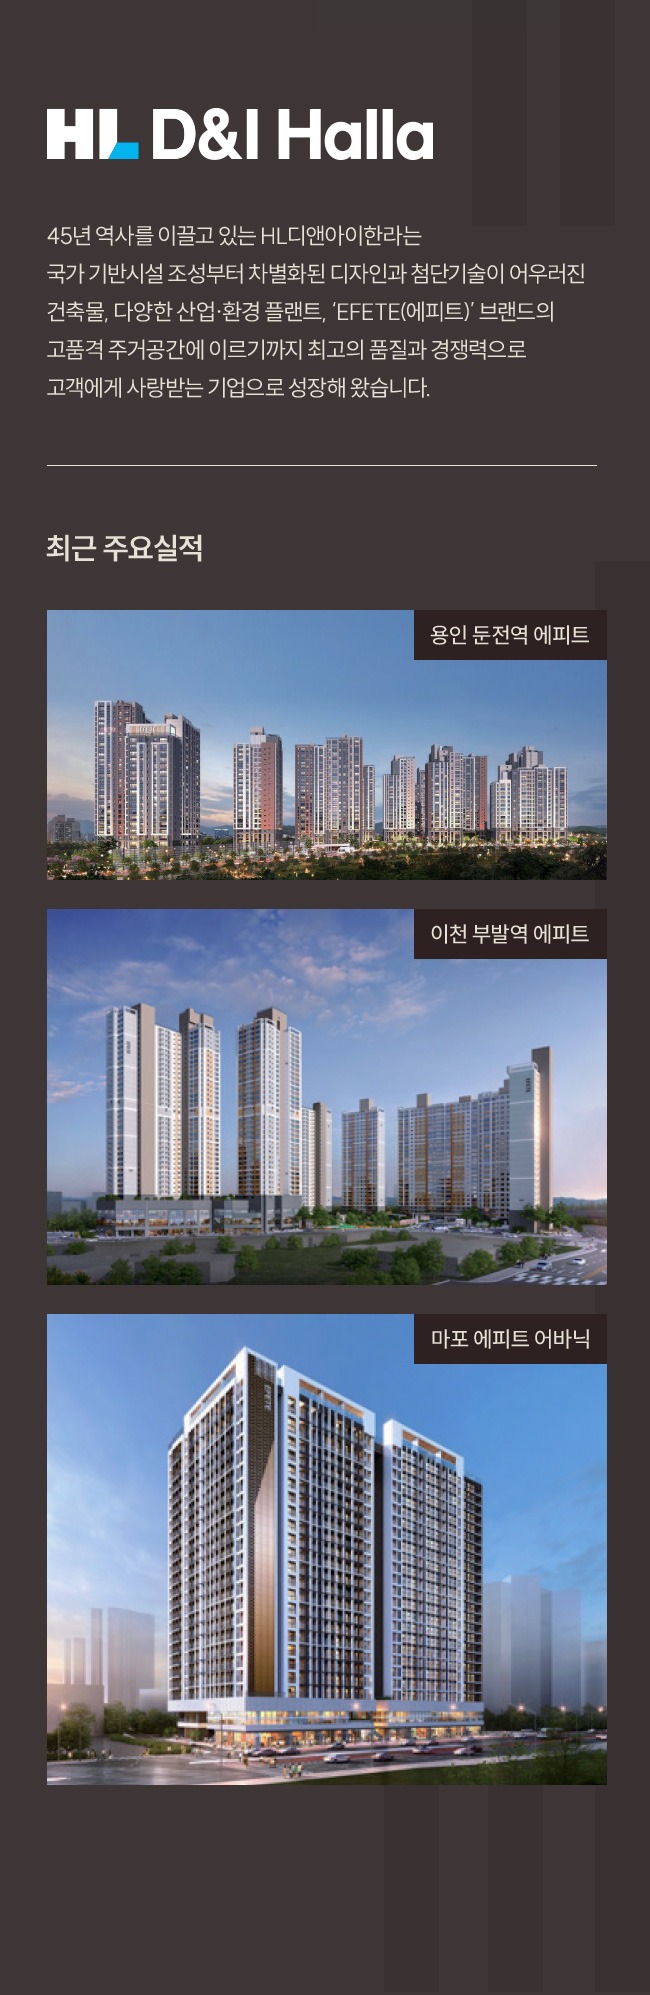 HL D&I Halla
45년 역사를 이끌고 있는 HL디앤아이한라는
국가 기반시설 조성부터 차별화된 디자인과 첨단기술이 어우러진
건축물, 다양한 산업·환경 플랜트, ‘EFETE(에피트)’ 브랜드의
고품격 주거공간에 이르기까지 최고의 품질과 경쟁력으로
고객에게 사랑받는 기업으로 성장해 왔습니다.
최근 주요실적
용인 둔전역 에피트
이천 부발역 에피트
마포 에피트 어바닉
EFETE